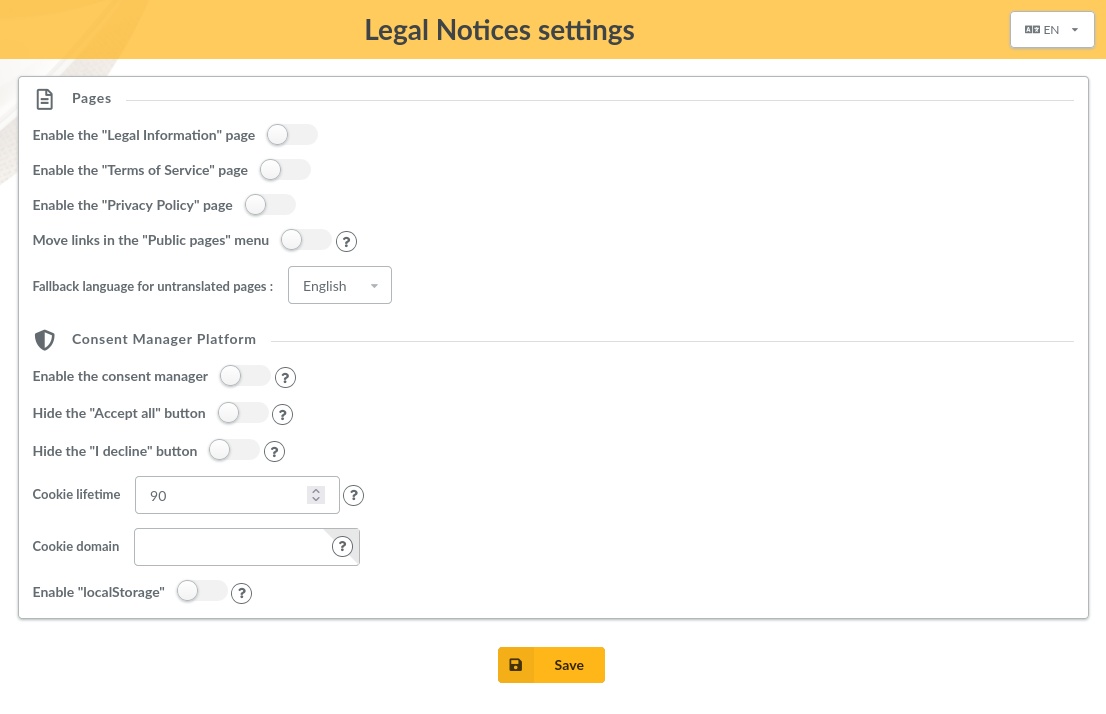 Legal Notices settings
EN
Pages
Enable the "Legal Information" page
Enable the "Terms of Service" page
Enable the "Privacy Policy" page
Move links in the "Public pages" menu ?
Fallback language for untranslated pages : English
Consent Manager Platform
Enable the consent manager ?
Hide the "Accept all" button ?
Hide the "I decline" button ?
Cookie lifetime 90 ?
Cookie domain ?
Enable "localStorage" ?
Save